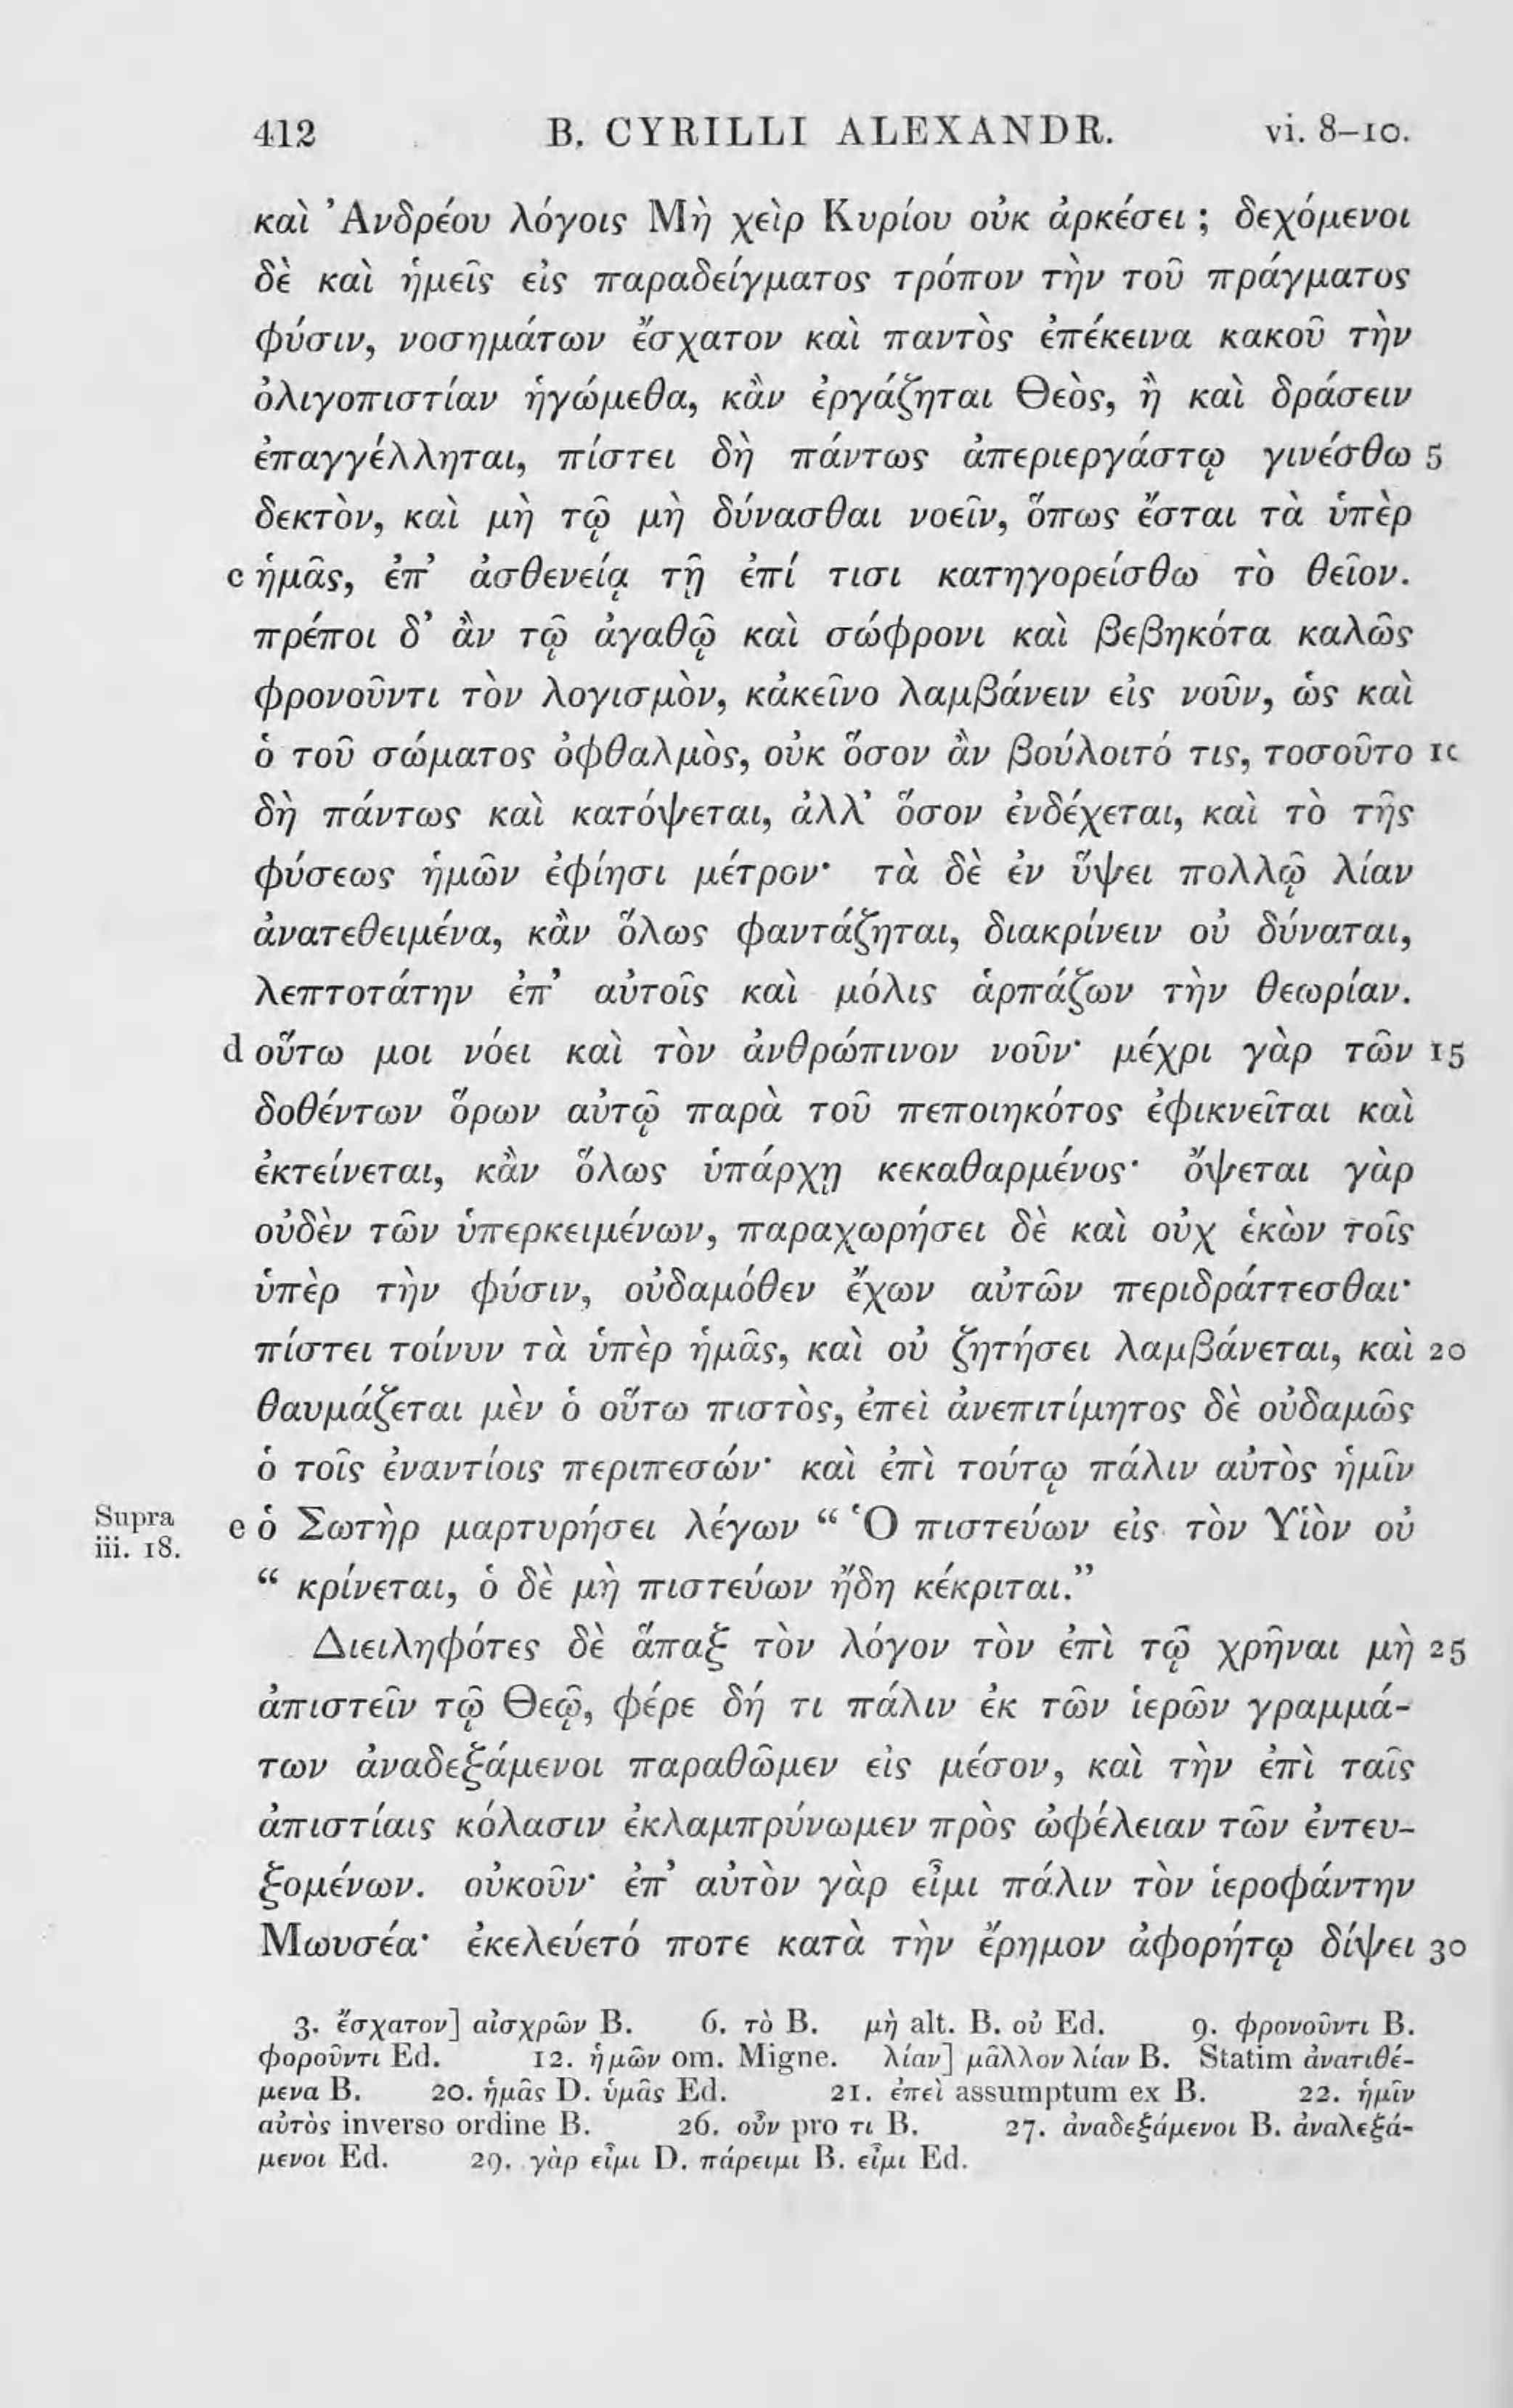 412 B. CYRILLI ALEXANDR. vi. 8–10.
καὶ Ἀνδρέου λόγοις Μὴ χεὶρ Κυρίου οὐκ ἀρκέσει ; δεχόμενοι
δὲ καὶ ἡμεῖς εἰς παραδείγματος τρόπον τὴν τοῦ πράγματος
φύσιν, νοσημάτων ἔσχατον καὶ παντὸς ἐπέκεινα κακοῦ τὴν
ὀλιγοπιστίαν ἡγώμεθα, κἂν ἐργάζηται Θεὸς, ἢ καὶ δράσειν
ἐπαγγέλληται, πίστει δὴ πάντως ἀπεριεργάστῳ γινέσθω 5
δεκτὸν, καὶ μὴ τῷ μὴ δύνασθαι νοεῖν, ὅπως ἔσται τὰ ὑπὲρ
c ἡμᾶς, ἐπ’ ἀσθενείᾳ τῇ ἐπί τισι κατηγορείσθω τὸ θεῖον.
πρέποι δ’ ἂν τῷ ἀγαθῷ καὶ σώφρονι καὶ βεβηκότα καλῶς
φρονοῦντι τὸν λογισμὸν, κἀκεῖνο λαμβάνειν εἰς νοῦν, ὡς καὶ
ὁ τοῦ σώματος ὀφθαλμὸς, οὐκ ὅσον ἂν βούλοιτό τις, τοσοῦτο 10
δὴ πάντως καὶ κατόψεται, ἀλλ’ ὅσον ἐνδέχεται, καὶ τὸ τῆς
φύσεως ἡμῶν ἐφίησι μέτρον· τὰ δὲ ἐν ὕψει πολλῷ λίαν
ἀνατεθειμένα, κἂν ὅλως φαντάζηται, διακρίνειν οὐ δύναται,
λεπτοτάτην ἐπ’ αὐτοῖς καὶ μόλις ἁρπάζων τὴν θεωρίαν.
d οὕτω μοι νόει καὶ τὸν ἀνθρώπινον νοῦν· μέχρι γὰρ τῶν 15
δοθέντων ὅρων αὐτῷ παρὰ τοῦ πεποιηκότος ἐφικνεῖται καὶ
ἐκτείνεται, κἂν ὅλως ὑπάρχῃ κεκαθαρμένος· ὄψεται γὰρ
οὐδὲν τῶν ὑπερκειμένων, παραχωρήσει δὲ καὶ οὐχ ἑκὼν τοῖς
ὑπὲρ τὴν φύσιν, οὐδαμόθεν ἔχων αὐτῶν περιδράττεσθαι·
πίστει τοίνυν τὰ ὑπὲρ ἡμᾶς, καὶ οὐ ζητήσει λαμβάνεται, καὶ 20
θαυμάζεται μὲν ὁ οὕτω πιστὸς, ἐπεὶ ἀνεπιτίμητος δὲ οὐδαμῶς
ὁ τοῖς ἐναντίοις περιπεσών· καὶ ἐπὶ τούτῳ πάλιν αὐτὸς ἡμῖν
Supra iii. 18. e ὁ Σωτὴρ μαρτυρήσει λέγων “ Ὁ πιστεύων εἰς τὸν Υἱὸν οὐ
“ κρίνεται, ὁ δὲ μὴ πιστεύων ἤδη κέκριται.”
Διειληφότες δὲ ἅπαξ τὸν λόγον τὸν ἐπὶ τῷ χρῆναι μὴ 25
ἀπιστεῖν τῷ Θεῷ, φέρε δή τι πάλιν ἐκ τῶν ἱερῶν γραμμά-
των ἀναδεξάμενοι παραθῶμεν εἰς μέσον, καὶ τὴν ἐπὶ ταῖς
ἀπιστίαις κόλασιν ἐκλαμπρύνωμεν πρὸς ὠφέλειαν τῶν ἐντευ-
ξομένων. οὐκοῦν· ἐπ’ αὐτὸν γὰρ εἶμι πάλιν τὸν ἱεροφάντην
Μωυσέα· ἐκελεύετό ποτε κατὰ τὴν ἔρημον ἀφορήτῳ δίψει 30
3. ἔσχατον] αἰσχρῶν B. 6. τὸ B. μὴ alt. B. οὐ Ed. 9. φρονοῦντι B.
φοροῦντι Ed. 12. ἡμῶν om. Migne. λίαν] μᾶλλον λίαν B. Statim ἀνατιθέ-
μενα B. 20. ἡμᾶς D. ὑμᾶς Ed. 21. ἐπεὶ assumptum ex B. 22. ἡμῖν
αὐτὸς inverso ordine B. 26. οὖν pro τι B. 27. ἀναδεξάμενοι B. ἀναλεξά-
μενοι Ed. 29. γὰρ εἶμι D. πάρειμι B. εἶμι Ed.